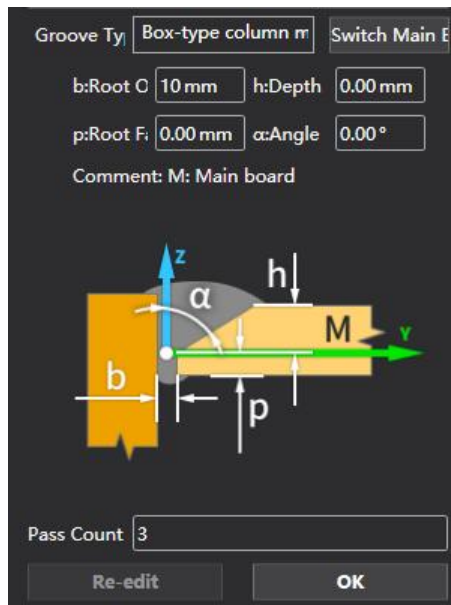 Groove Ty Box-type column m Switch Main E
b:Root O 10 mm h:Depth 0.00 mm
p:Root F 0.00 mm α:Angle 0.00°
Comment: M: Main board
Z
h
α
M
Y
b
p
Pass Count 3
Re-edit OK